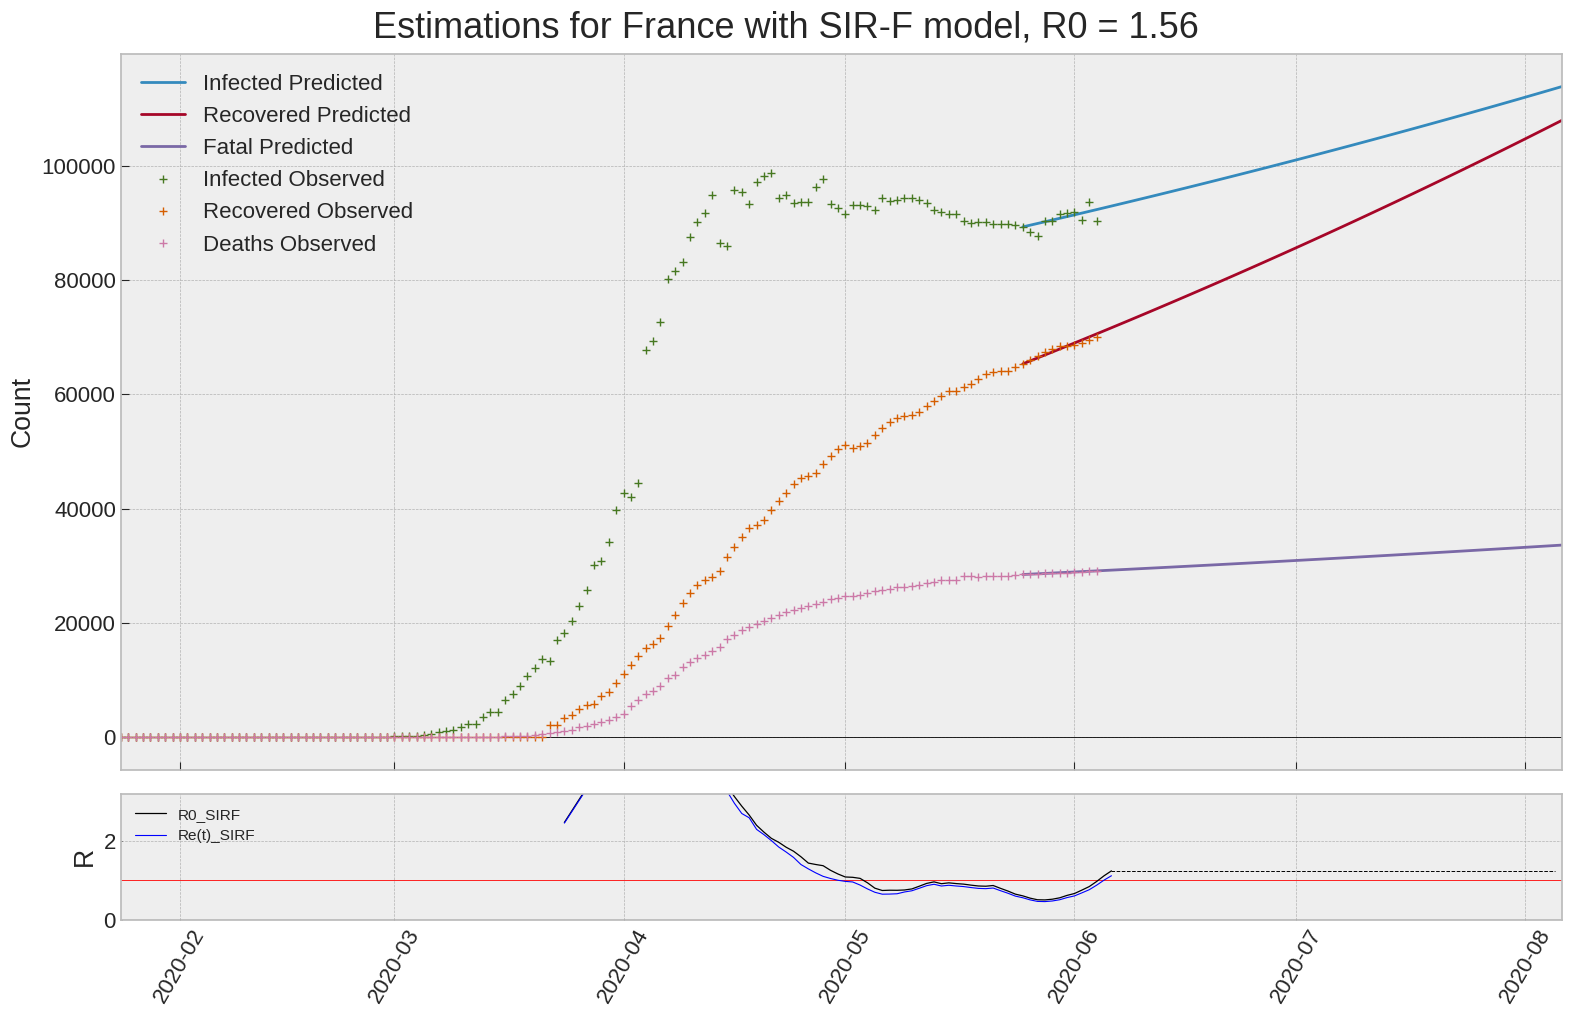 Estimations for France with SIR-F model, R0 = 1.56
Infected Predicted
Recovered Predicted
Fatal Predicted
Infected Observed
Recovered Observed
Deaths Observed
100000
80000
60000
40000
20000
0
Count
R0_SIRF
Re(t)_SIRF
2
0
R
2020-02
2020-03
2020-04
2020-05
2020-06
2020-07
2020-08